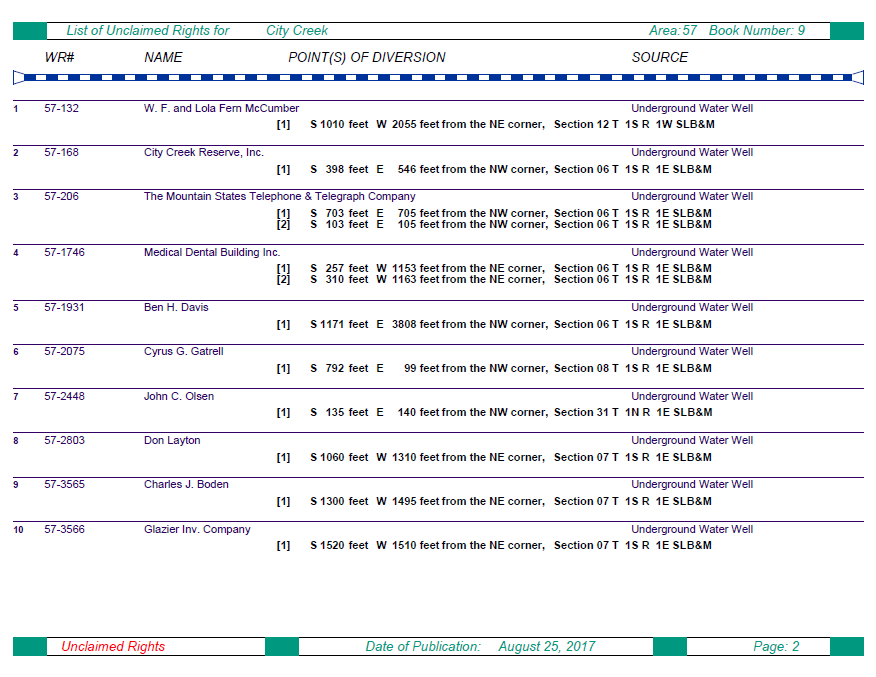 List of Unclaimed Rights for City Creek Area:57 Book Number: 9
WR# NAME POINT(S) OF DIVERSION SOURCE
1 57-132 W. F. and Lola Fern McCumber Underground Water Well
[1] S 1010 feet W 2055 feet from the NE corner, Section 12 T 1S R 1W SLB&M
2 57-168 City Creek Reserve, Inc. Underground Water Well
[1] S 398 feet E 546 feet from the NW corner, Section 06 T 1S R 1E SLB&M
3 57-206 The Mountain States Telephone & Telegraph Company Underground Water Well
[1] S 703 feet E 705 feet from the NW corner, Section 06 T 1S R 1E SLB&M
[2] S 103 feet E 105 feet from the NW corner, Section 06 T 1S R 1E SLB&M
4 57-1746 Medical Dental Building Inc. Underground Water Well
[1] S 257 feet W 1153 feet from the NE corner, Section 06 T 1S R 1E SLB&M
[2] S 310 feet W 1163 feet from the NE corner, Section 06 T 1S R 1E SLB&M
5 57-1931 Ben H. Davis Underground Water Well
[1] S 1171 feet E 3808 feet from the NW corner, Section 06 T 1S R 1E SLB&M
6 57-2075 Cyrus G. Gatrell Underground Water Well
[1] S 792 feet E 99 feet from the NW corner, Section 08 T 1S R 1E SLB&M
7 57-2448 John C. Olsen Underground Water Well
[1] S 135 feet E 140 feet from the NW corner, Section 31 T 1N R 1E SLB&M
8 57-2803 Don Layton Underground Water Well
[1] S 1060 feet W 1310 feet from the NE corner, Section 07 T 1S R 1E SLB&M
9 57-3565 Charles J. Boden Underground Water Well
[1] S 1300 feet W 1495 feet from the NE corner, Section 07 T 1S R 1E SLB&M
10 57-3566 Glazier Inv. Company Underground Water Well
[1] S 1520 feet W 1510 feet from the NE corner, Section 07 T 1S R 1E SLB&M
Unclaimed Rights Date of Publication: August 25, 2017 Page: 2